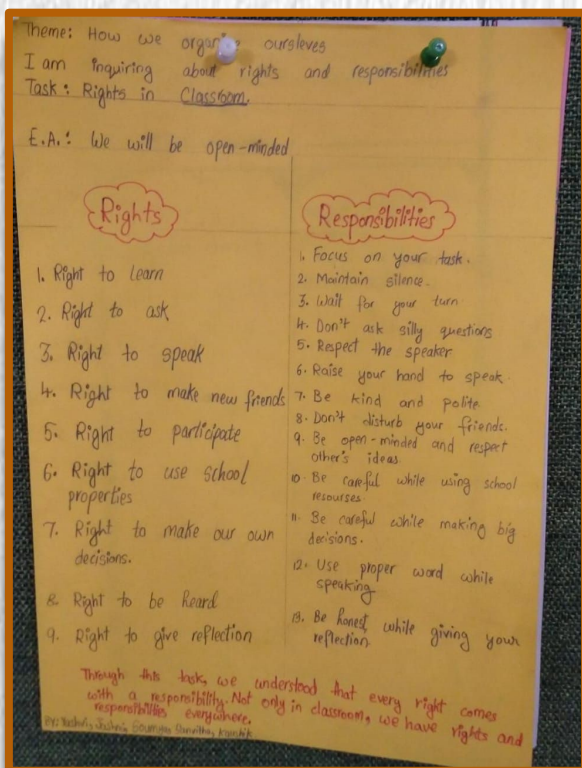 Theme: How we organise oursleves
I am inquiring about rights and responsibilities
Task: Rights in Classroom.
E.A.: We will be open-minded
Rights
1. Right to learn
2. Right to ask
3. Right to speak
4. Right to make new friends
5. Right to participate
6. Right to use school
properties
7. Right to make our own
decisions.
8. Right to be heard
9. Right to give reflection
Responsibilities
1. Focus on your task.
2. Maintain silence.
3. Wait for your turn
4. Don't ask silly questions
5. Respect the speaker
6. Raise your hand to speak.
7. Be kind and polite.
8. Don't disturb your friends.
9. Be open-minded and respect
other's ideas.
10. Be careful while using school
resourses.
11. Be careful while making big
decisions.
12. Use proper word while
speaking
13. Be honest while giving your
reflection.
Through this task, we understood that every right comes
with a responsibility. Not only in classroom, we have rights and
responsibilties everywhere.
By: